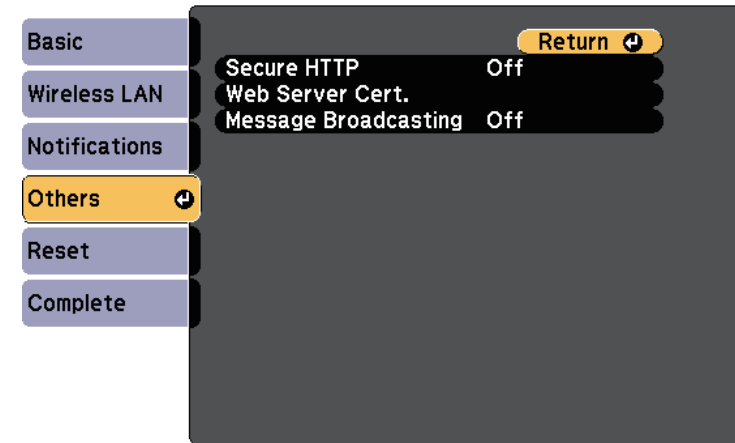 Basic
Wireless LAN
Notifications
Others
Reset
Complete
Return
Secure HTTP Off
Web Server Cert.
Message Broadcasting Off